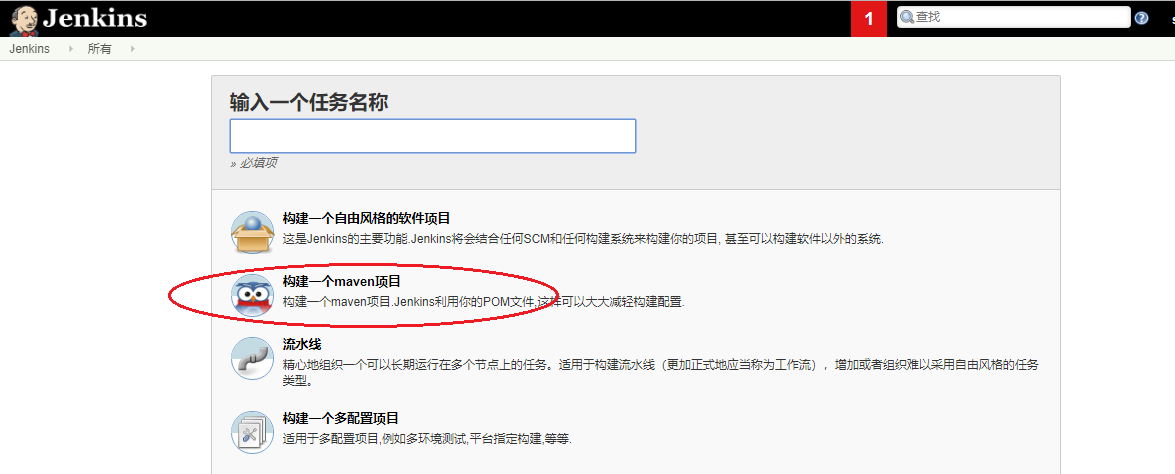 Jenkins
1
查找
Jenkins
所有
输入一个任务名称
» 必填项
构建一个自由风格的软件项目
这是Jenkins的主要功能.Jenkins将会结合任何SCM和任何构建系统来构建你的项目, 甚至可以构建软件以外的系统.
构建一个maven项目
构建一个maven项目.Jenkins利用你的POM文件,这样可以大大减轻构建配置.
流水线
精心地组织一个可以长期运行在多个节点上的任务。适用于构建流水线（更加正式地应当称为工作流），增加或者组织难以采用自由风格的任务
类型。
构建一个多配置项目
适用于多配置项目,例如多环境测试,平台指定构建,等等.